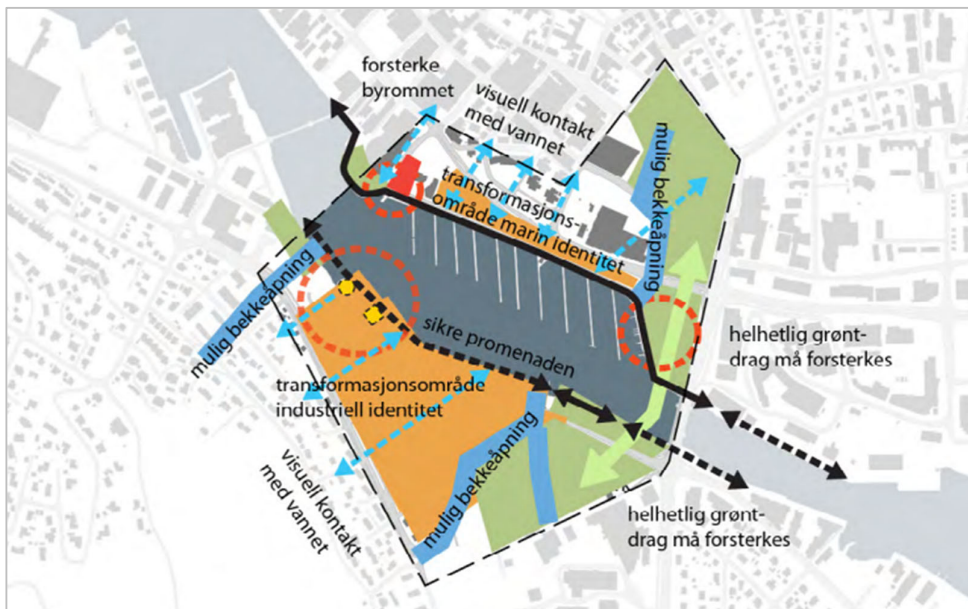 forsterke
byrommet
visuell kontakt
med vannet
transformasjons-
område marin identitet
mulig bekkeåpning
mulig bekkeåpning
sikre promenaden
helhetlig grønt-
drag må forsterkes
transformasjonsområde
industriell identitet
mulig bekkeåpning
visuell kontakt
med vannet
helhetlig grønt-
drag må forsterkes